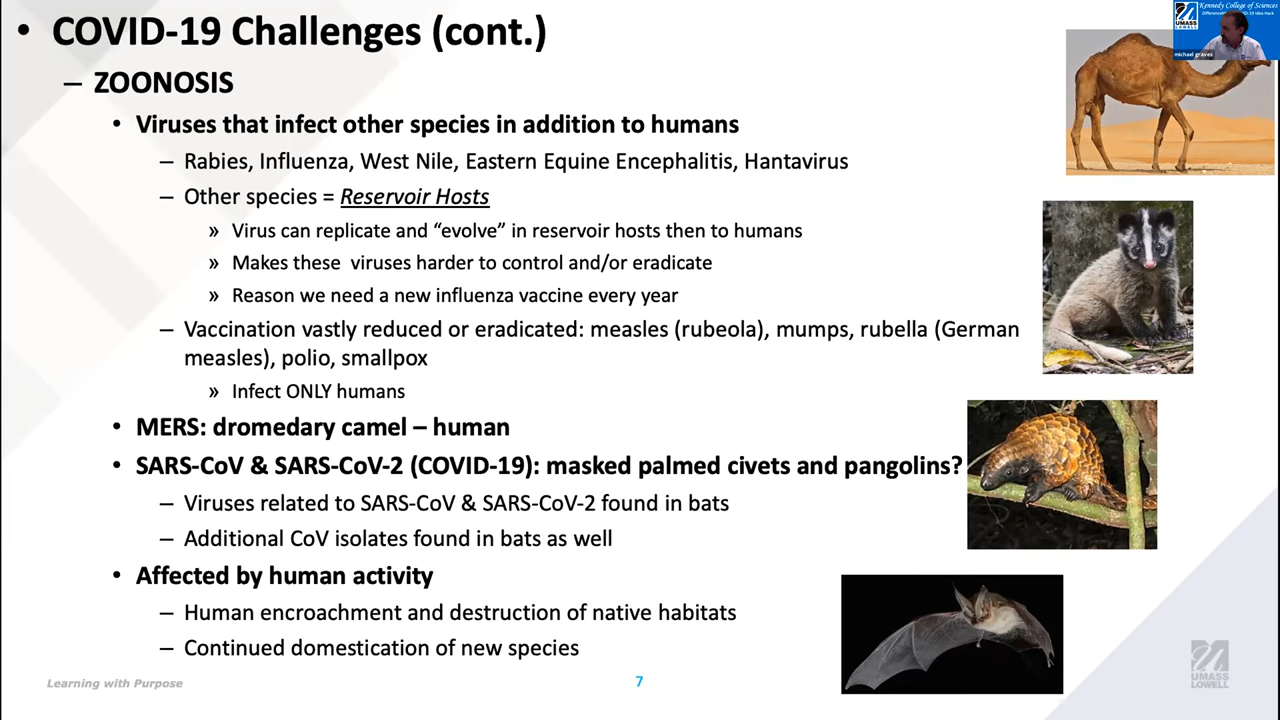 • COVID-19 Challenges (cont.)
– ZOONOSIS
• Viruses that infect other species in addition to humans
– Rabies, Influenza, West Nile, Eastern Equine Encephalitis, Hantavirus
– Other species = Reservoir Hosts
» Virus can replicate and “evolve” in reservoir hosts then to humans
» Makes these viruses harder to control and/or eradicate
» Reason we need a new influenza vaccine every year
– Vaccination vastly reduced or eradicated: measles (rubeola), mumps, rubella (German
measles), polio, smallpox
» Infect ONLY humans
• MERS: dromedary camel – human
• SARS-CoV & SARS-CoV-2 (COVID-19): masked palmed civets and pangolins?
– Viruses related to SARS-CoV & SARS-CoV-2 found in bats
– Additional CoV isolates found in bats as well
• Affected by human activity
– Human encroachment and destruction of native habitats
– Continued domestication of new species
Learning with Purpose
7
UMASS
LOWELL
Kennedy College of Sciences
UMASS
LOWELL
michael graves